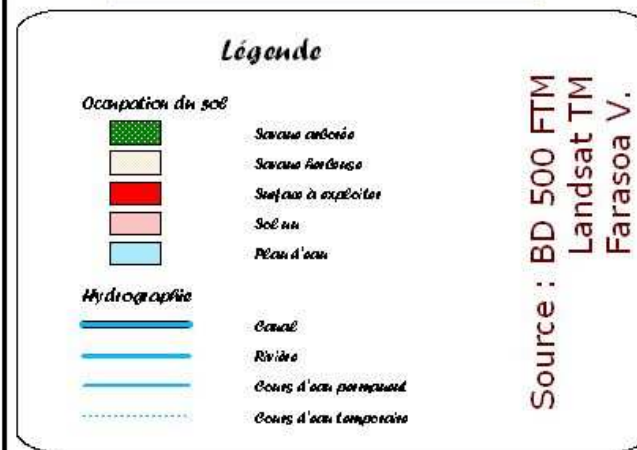 Légende
Occupation du sol
Savane arborée
Savane herbeuse
Surface à exploiter
Sol nu
Plan d'eau
Hydrographie
Canal
Rivière
Cours d'eau permanent
Cours d'eau temporaire
Source : BD 500 FTM
Landsat TM
Farasoa V.